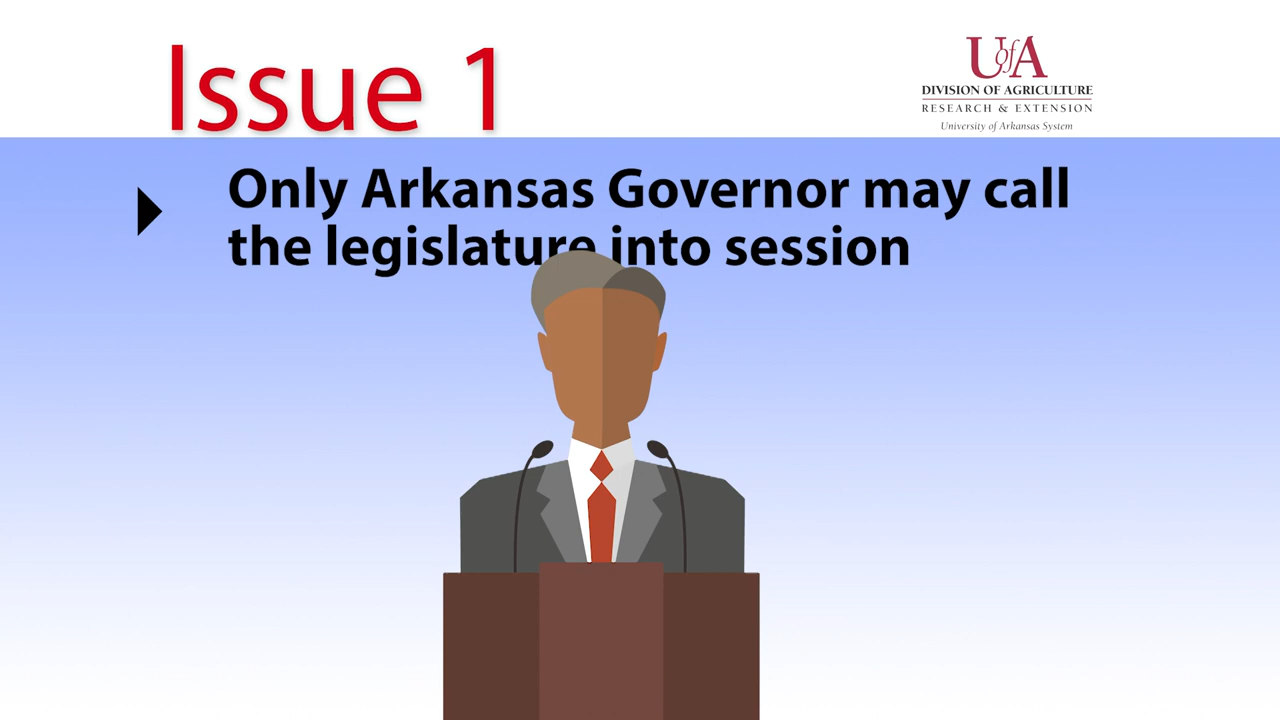 Issue 1
UofA
DIVISION OF AGRICULTURE
RESEARCH & EXTENSION
University of Arkansas System
Only Arkansas Governor may call
the legislature into session